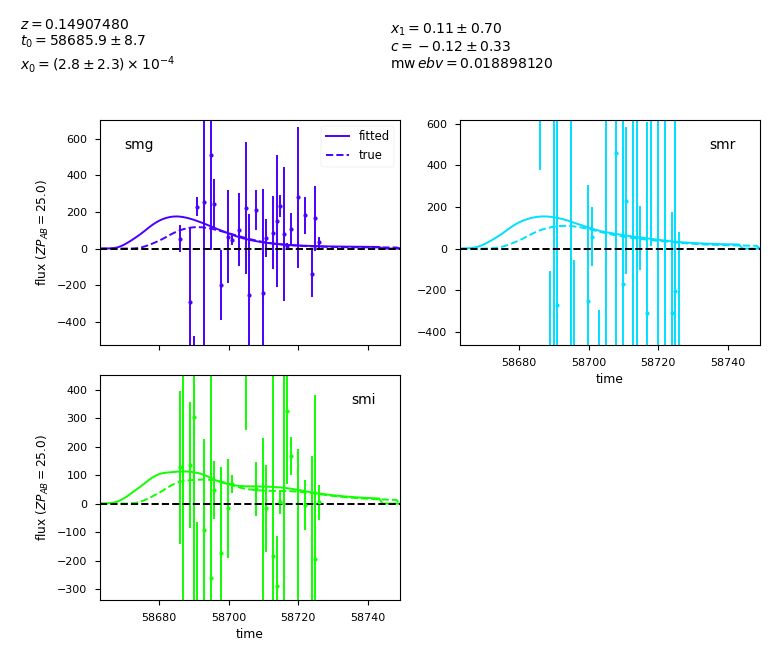 z = 0.14907480
t₀ = 58685.9 ± 8.7
x₀ = (2.8 ± 2.3) × 10⁻⁴
x₁ = 0.11 ± 0.70
c = −0.12 ± 0.33
mw ebv = 0.018898120
smg
fitted
true
600
400
200
0
−200
−400
flux (ZP_AB = 25.0)
smr
600
400
200
0
−200
−400
58680 58700 58720 58740
time
smi
400
300
200
100
0
−100
−200
−300
flux (ZP_AB = 25.0)
58680 58700 58720 58740
time